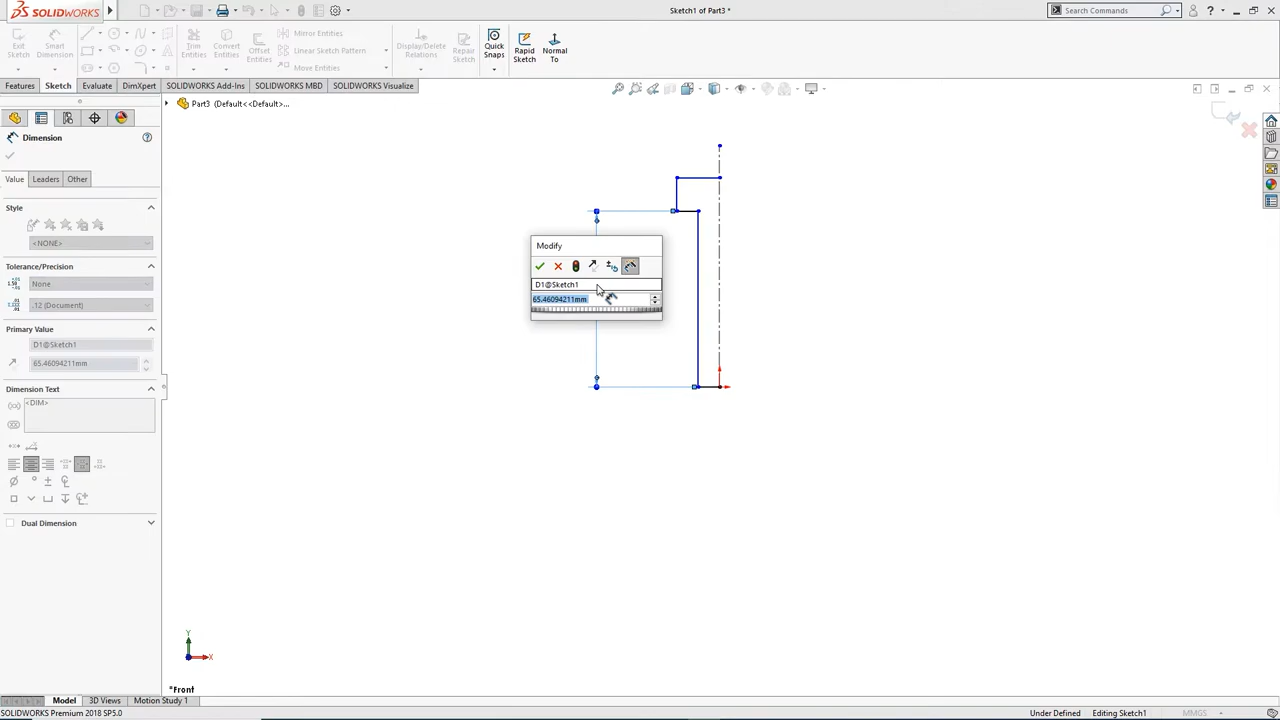 SOLIDWORKS
Sketch1 of Part3 *
Search Commands
Exit Sketch
Smart Dimension
Trim Entities
Convert Entities
Offset Entities
Mirror Entities
Linear Sketch Pattern
Move Entities
Display/Delete Relations
Repair Sketch
Quick Snaps
Rapid Sketch
Normal To
Features
Sketch
Evaluate
DimXpert
SOLIDWORKS Add-Ins
SOLIDWORKS MBD
SOLIDWORKS Visualize
Part3 (Default<<Default>...
Dimension
Value
Leaders
Other
Style
<NONE>
Tolerance/Precision
None
.12 (Document)
Primary Value
D1@Sketch1
65.46094211mm
Dimension Text
<DIM>
Dual Dimension
Modify
D1@Sketch1
65.46094211mm
Y
X
*Front
Model
3D Views
Motion Study 1
SOLIDWORKS Premium 2018 SP5.0
Under Defined
Editing Sketch1
MMGS